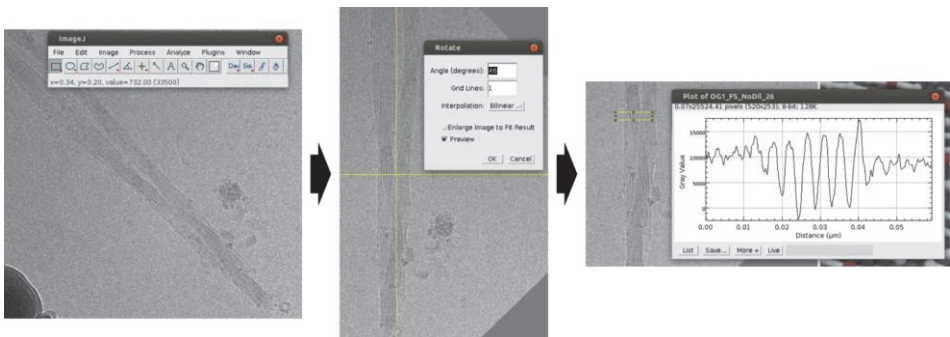 ImageJ
File Edit Image Process Analyze Plugins Window
Dev Stk
x=0.34, y=0.20, value=732.00 (33500)
Rotate
Angle (degrees): 45
Grid Lines: 1
Interpolation: Bilinear
Enlarge Image to Fit Result
Preview
OK Cancel
Plot of OG1_FS_NoDil_26
0.07x25524.41 pixels (520x253); 8-bit; 128K
15000
10000
5000
0
Gray Value
0.00 0.01 0.02 0.03 0.04 0.05
Distance (µm)
List Save... More » Live